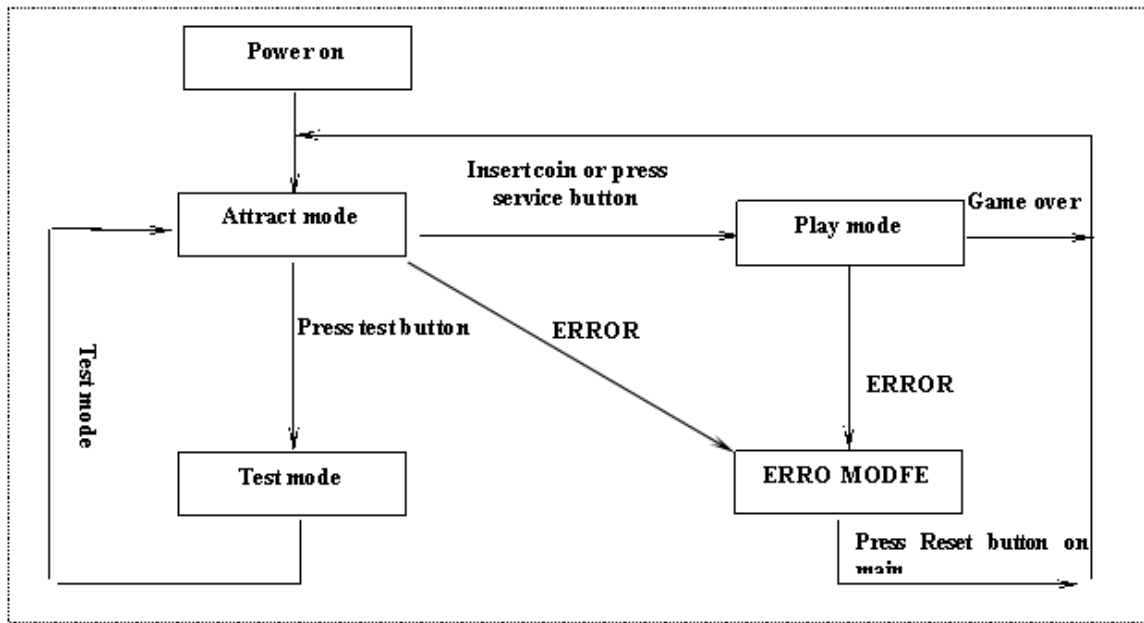 Power on
Insert coin or press
service button
Attract mode
Play mode
Game over
Press test button
ERROR
Test mode
ERROR
Test mode
ERRO MODFE
Press Reset button on
main